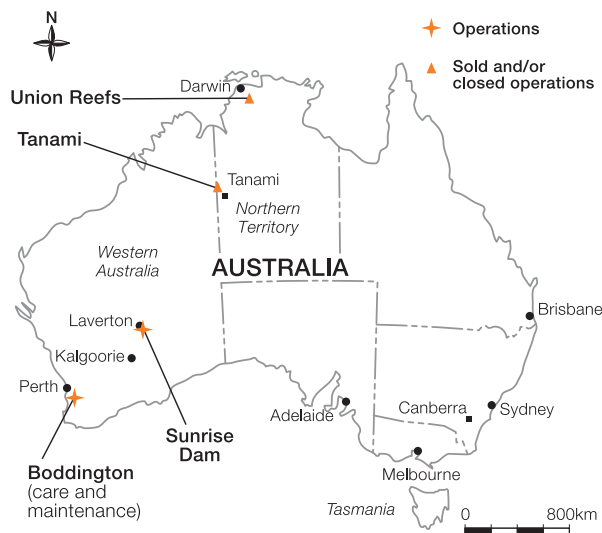 N
Operations
Sold and/or
closed operations
Darwin
Union Reefs
Tanami
Tanami
Northern
Territory
Western
Australia
AUSTRALIA
Laverton
Brisbane
Kalgoorie
Perth
Adelaide
Canberra
Sydney
Sunrise
Dam
Boddington
(care and
maintenance)
Melbourne
Tasmania
0 800km